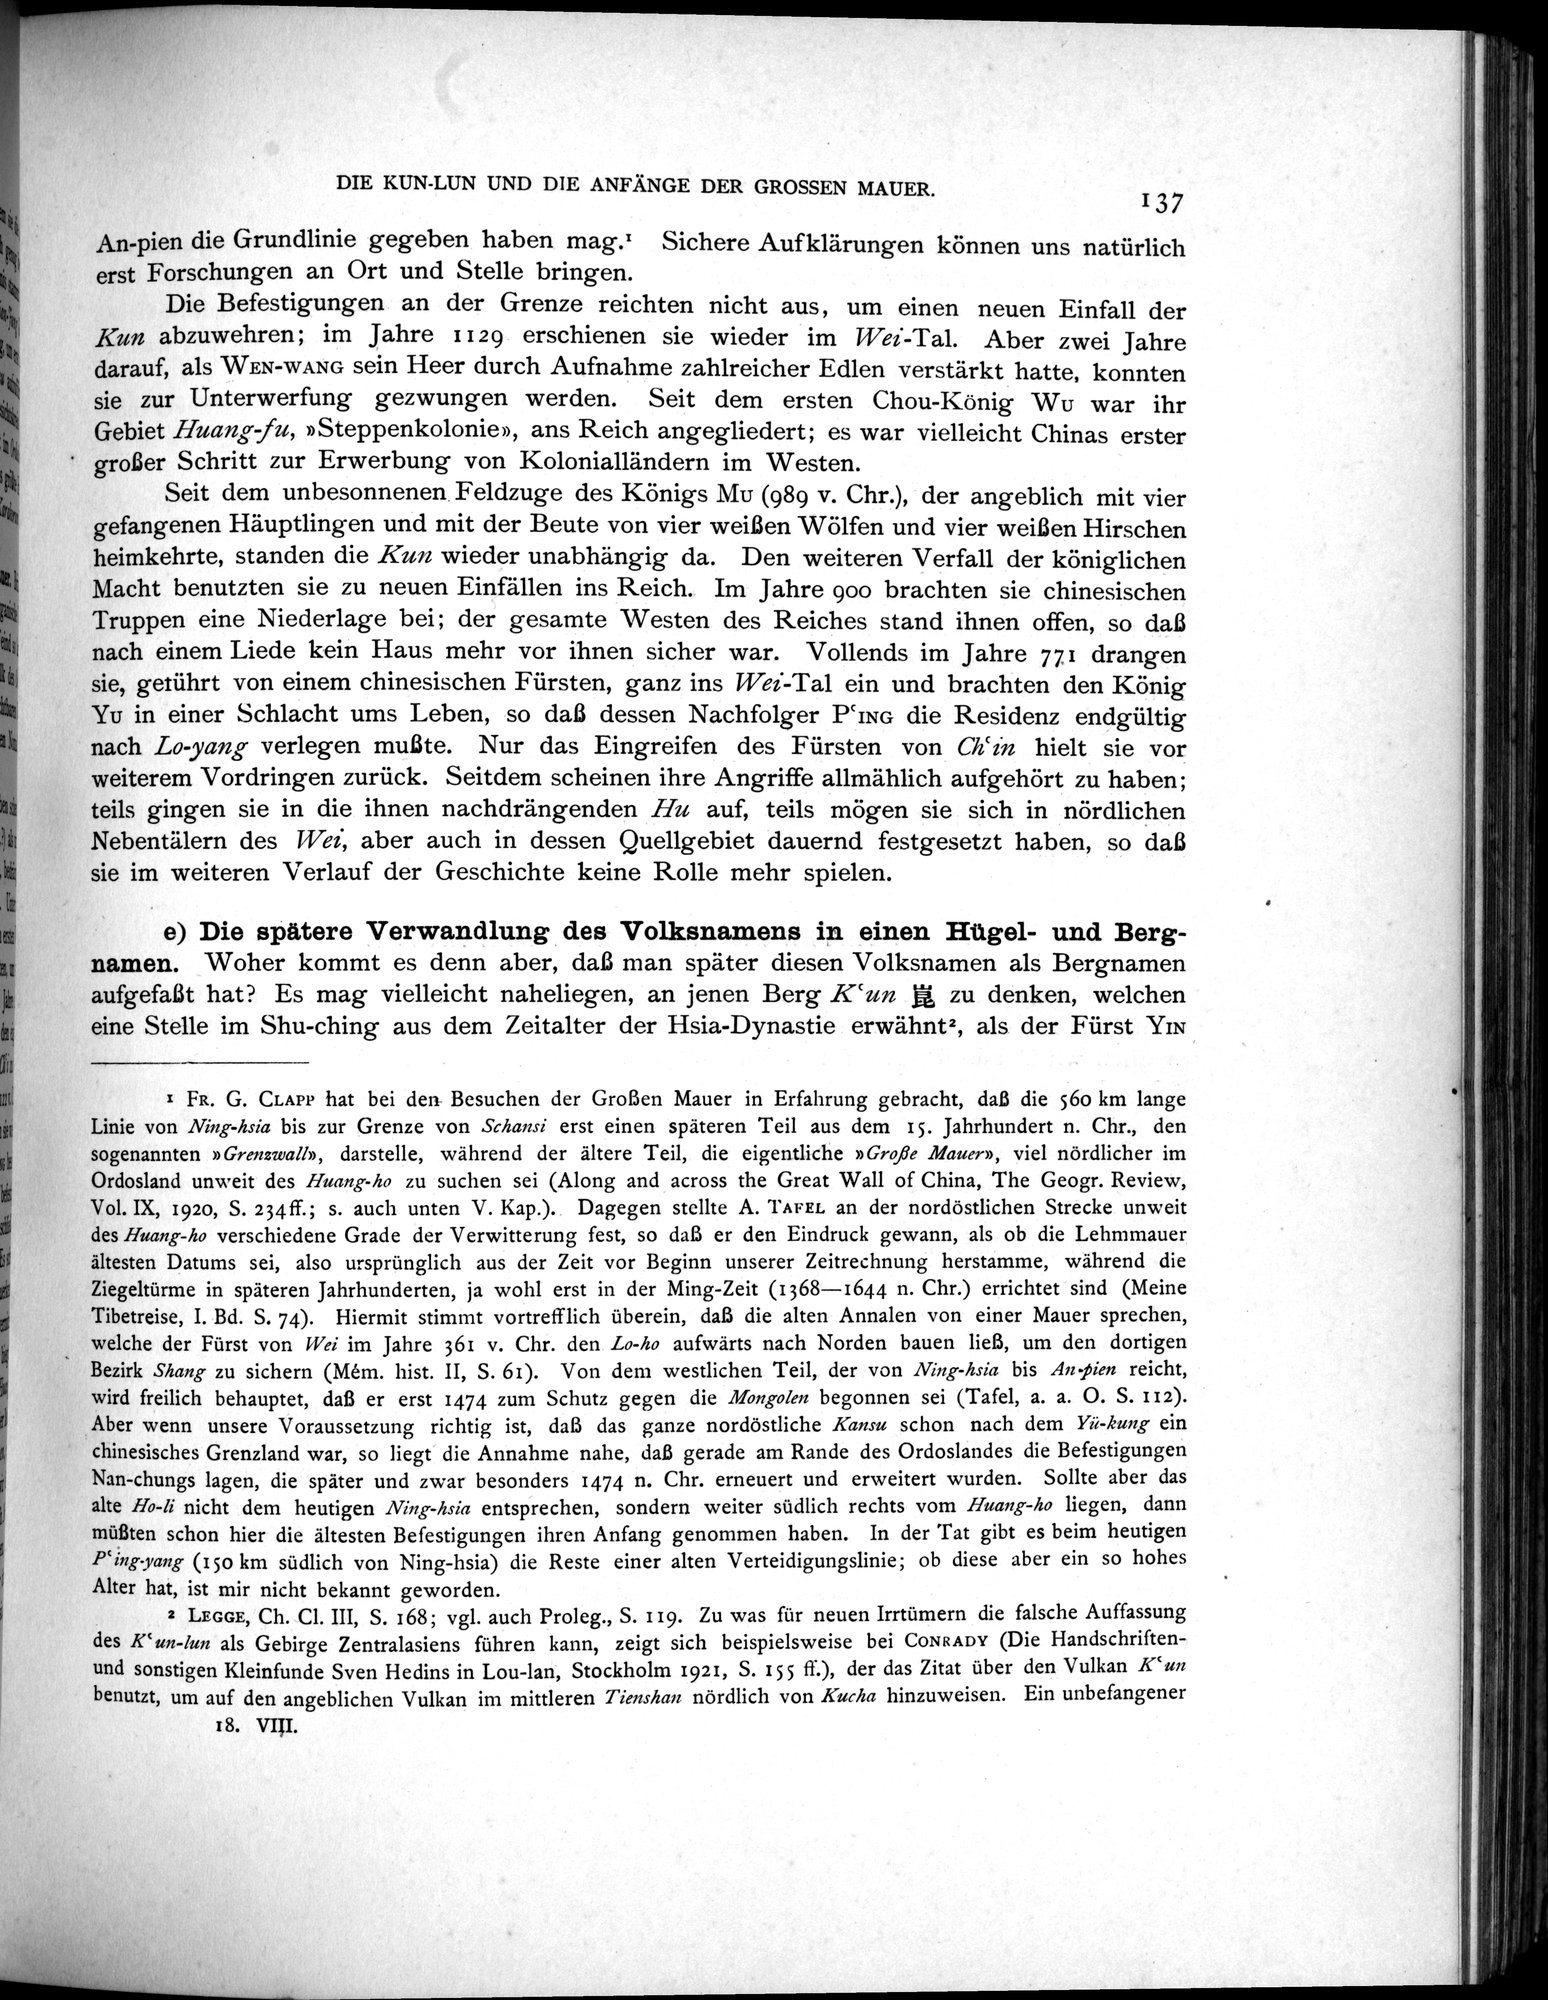 DIE KUN-LUN UND DIE ANFÄNGE DER GROSSEN MAUER.
137
An-pien die Grundlinie gegeben haben mag.¹ Sichere Aufklärungen können uns natürlich
erst Forschungen an Ort und Stelle bringen.
Die Befestigungen an der Grenze reichten nicht aus, um einen neuen Einfall der
Kun abzuwehren; im Jahre 1129 erschienen sie wieder im Wei-Tal. Aber zwei Jahre
darauf, als WEN-WANG sein Heer durch Aufnahme zahlreicher Edlen verstärkt hatte, konnten
sie zur Unterwerfung gezwungen werden. Seit dem ersten Chou-König WU war ihr
Gebiet Huang-fu, »Steppenkolonie», ans Reich angegliedert; es war vielleicht Chinas erster
großer Schritt zur Erwerbung von Kolonialländern im Westen.
Seit dem unbesonnenen Feldzuge des Königs MU (989 v. Chr.), der angeblich mit vier
gefangenen Häuptlingen und mit der Beute von vier weißen Wölfen und vier weißen Hirschen
heimkehrte, standen die Kun wieder unabhängig da. Den weiteren Verfall der königlichen
Macht benutzten sie zu neuen Einfällen ins Reich. Im Jahre 900 brachten sie chinesischen
Truppen eine Niederlage bei; der gesamte Westen des Reiches stand ihnen offen, so daß
nach einem Liede kein Haus mehr vor ihnen sicher war. Vollends im Jahre 771 drangen
sie, geführt von einem chinesischen Fürsten, ganz ins Wei-Tal ein und brachten den König
YU in einer Schlacht ums Leben, so daß dessen Nachfolger PʿING die Residenz endgültig
nach Lo-yang verlegen mußte. Nur das Eingreifen des Fürsten von Chʿin hielt sie vor
weiterem Vordringen zurück. Seitdem scheinen ihre Angriffe allmählich aufgehört zu haben;
teils gingen sie in die ihnen nachdrängenden Hu auf, teils mögen sie sich in nördlichen
Nebentälern des Wei, aber auch in dessen Quellgebiet dauernd festgesetzt haben, so daß
sie im weiteren Verlauf der Geschichte keine Rolle mehr spielen.
e) Die spätere Verwandlung des Volksnamens in einen Hügel- und Berg-
namen. Woher kommt es denn aber, daß man später diesen Volksnamen als Bergnamen
aufgefaßt hat? Es mag vielleicht naheliegen, an jenen Berg Kʿun 崑 zu denken, welchen
eine Stelle im Shu-ching aus dem Zeitalter der Hsia-Dynastie erwähnt², als der Fürst YIN
¹ FR. G. CLAPP hat bei den Besuchen der Großen Mauer in Erfahrung gebracht, daß die 560 km lange
Linie von Ning-hsia bis zur Grenze von Schansi erst einen späteren Teil aus dem 15. Jahrhundert n. Chr., den
sogenannten »Grenzwall», darstelle, während der ältere Teil, die eigentliche »Große Mauer», viel nördlicher im
Ordosland unweit des Huang-ho zu suchen sei (Along and across the Great Wall of China, The Geogr. Review,
Vol. IX, 1920, S. 234ff.; s. auch unten V. Kap.). Dagegen stellte A. TAFEL an der nordöstlichen Strecke unweit
des Huang-ho verschiedene Grade der Verwitterung fest, so daß er den Eindruck gewann, als ob die Lehmmauer
ältesten Datums sei, also ursprünglich aus der Zeit vor Beginn unserer Zeitrechnung herstamme, während die
Ziegeltürme in späteren Jahrhunderten, ja wohl erst in der Ming-Zeit (1368—1644 n. Chr.) errichtet sind (Meine
Tibetreise, I. Bd. S. 74). Hiermit stimmt vortrefflich überein, daß die alten Annalen von einer Mauer sprechen,
welche der Fürst von Wei im Jahre 361 v. Chr. den Lo-ho aufwärts nach Norden bauen ließ, um den dortigen
Bezirk Shang zu sichern (Mém. hist. II, S. 61). Von dem westlichen Teil, der von Ning-hsia bis An-pien reicht,
wird freilich behauptet, daß er erst 1474 zum Schutz gegen die Mongolen begonnen sei (Tafel, a. a. O. S. 112).
Aber wenn unsere Voraussetzung richtig ist, daß das ganze nordöstliche Kansu schon nach dem Yü-kung ein
chinesisches Grenzland war, so liegt die Annahme nahe, daß gerade am Rande des Ordoslandes die Befestigungen
Nan-chungs lagen, die später und zwar besonders 1474 n. Chr. erneuert und erweitert wurden. Sollte aber das
alte Ho-li nicht dem heutigen Ning-hsia entsprechen, sondern weiter südlich rechts vom Huang-ho liegen, dann
müßten schon hier die ältesten Befestigungen ihren Anfang genommen haben. In der Tat gibt es beim heutigen
Pʿing-yang (150 km südlich von Ning-hsia) die Reste einer alten Verteidigungslinie; ob diese aber ein so hohes
Alter hat, ist mir nicht bekannt geworden.
² LEGGE, Ch. Cl. III, S. 168; vgl. auch Proleg., S. 119. Zu was für neuen Irrtümern die falsche Auffassung
des Kʿun-lun als Gebirge Zentralasiens führen kann, zeigt sich beispielsweise bei CONRADY (Die Handschriften-
und sonstigen Kleinfunde Sven Hedins in Lou-lan, Stockholm 1921, S. 155 ff.), der das Zitat über den Vulkan Kʿun
benutzt, um auf den angeblichen Vulkan im mittleren Tienshan nördlich von Kucha hinzuweisen. Ein unbefangener
18. VIII.